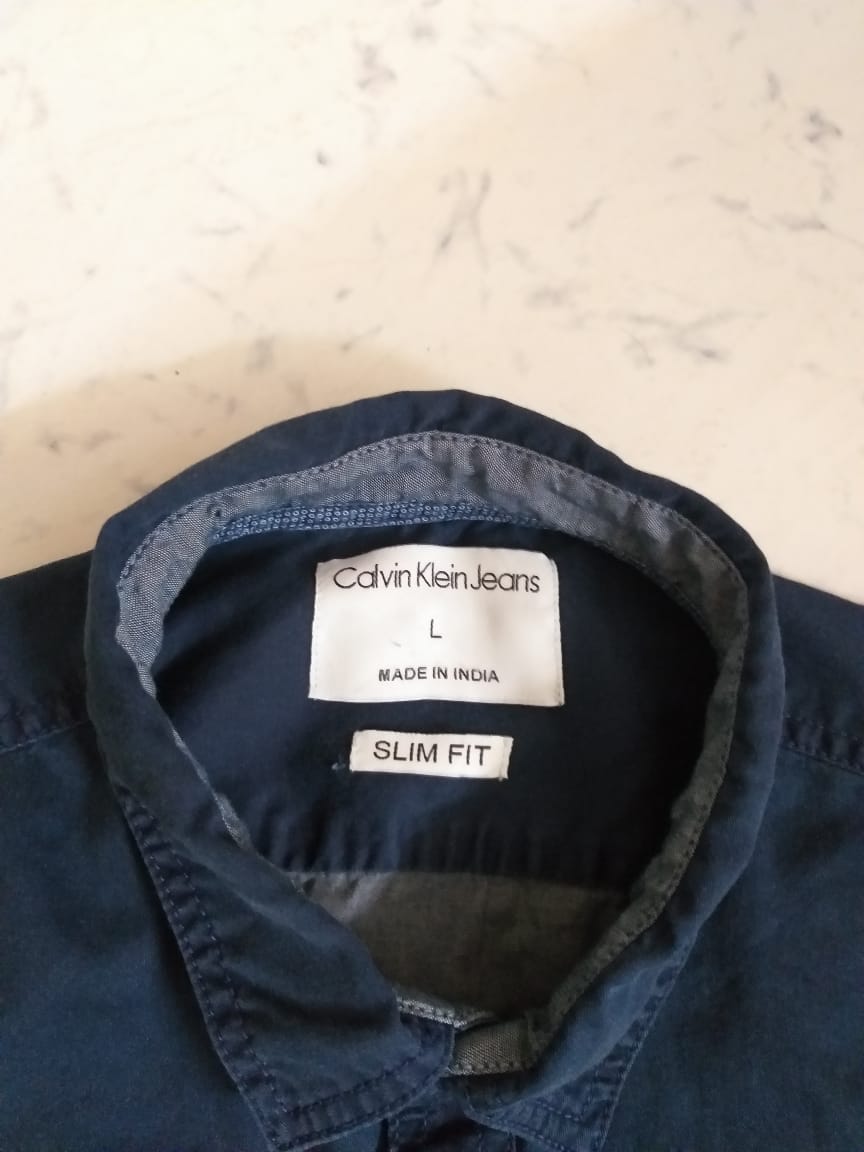 Calvin Klein Jeans
L
MADE IN INDIA
SLIM FIT